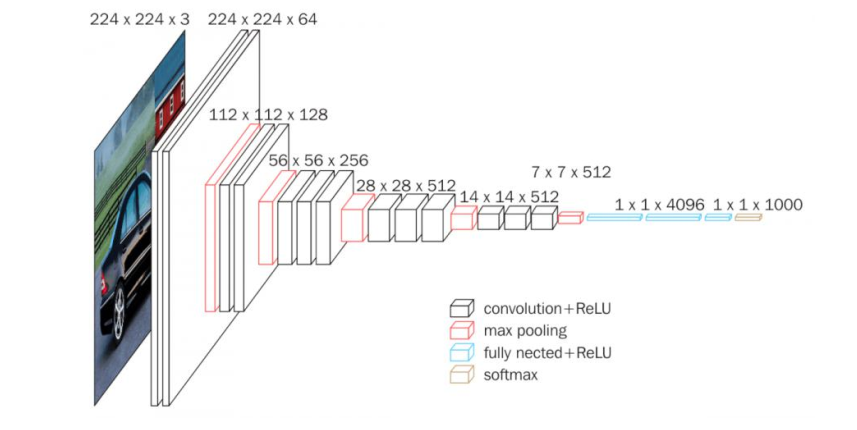 224 x 224 x 3
224 x 224 x 64
112 x 112 x 128
56 x 56 x 256
28 x 28 x 512
14 x 14 x 512
7 x 7 x 512
1 x 1 x 4096
1 x 1 x 1000
convolution+ReLU
max pooling
fully nected+ReLU
softmax